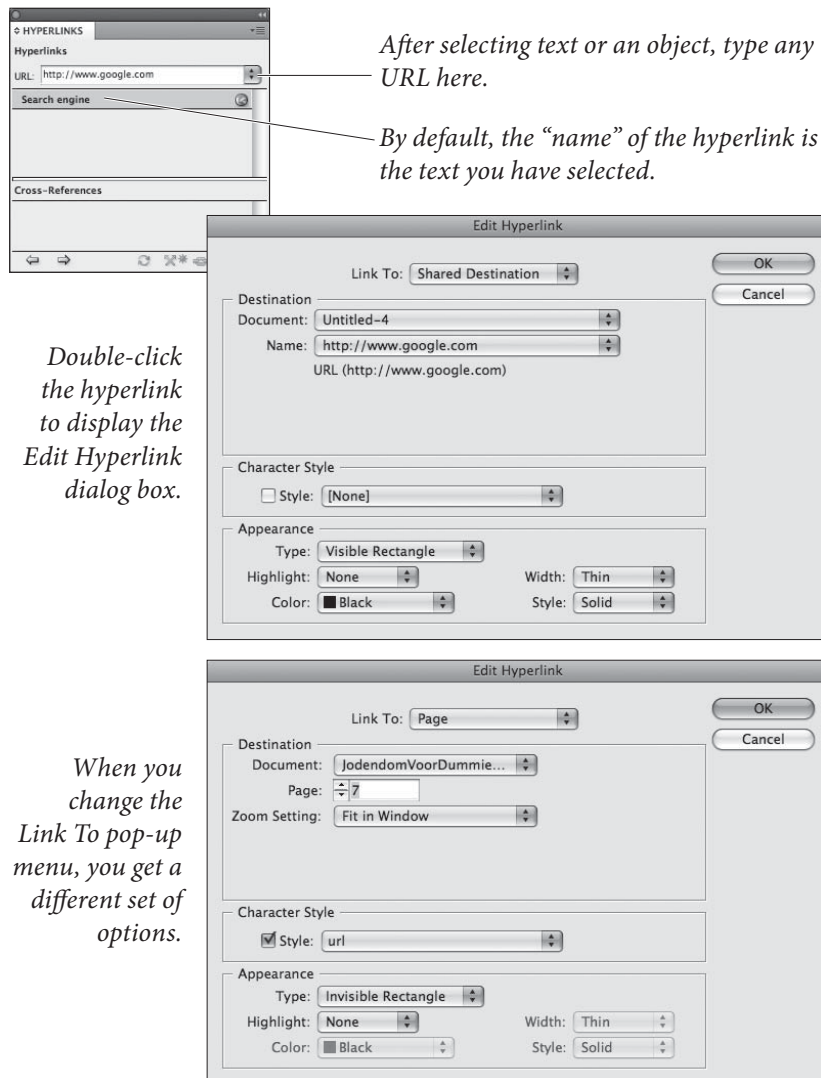 HYPERLINKS
Hyperlinks
URL: http://www.google.com
Search engine
Cross-References
After selecting text or an object, type any
URL here.
By default, the “name” of the hyperlink is
the text you have selected.
Double-click
the hyperlink
to display the
Edit Hyperlink
dialog box.
Edit Hyperlink
Link To: Shared Destination
OK
Cancel
Destination
Document: Untitled-4
Name: http://www.google.com
URL (http://www.google.com)
Character Style
Style: [None]
Appearance
Type: Visible Rectangle
Highlight: None Width: Thin
Color: Black Style: Solid
When you
change the
Link To pop-up
menu, you get a
different set of
options.
Edit Hyperlink
Link To: Page
OK
Cancel
Destination
Document: JodendomVoorDummie...
Page: 7
Zoom Setting: Fit in Window
Character Style
Style: url
Appearance
Type: Invisible Rectangle
Highlight: None Width: Thin
Color: Black Style: Solid